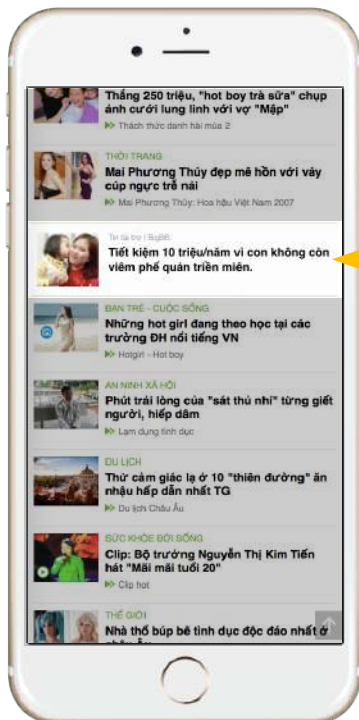 Thắng 250 triệu, "hot boy trà sữa" chụp
ảnh cưới lung linh với vợ "Mập"
Thách thức danh hài mùa 2
THỜI TRANG
Mai Phương Thúy đẹp mê hồn với váy
cúp ngực trễ nải
Mai Phương Thúy: Hoa hậu Việt Nam 2007
Tin tài trợ |
Tiết kiệm 10 triệu/năm vì con không còn
viêm phế quản triền miên.
BẠN TRẺ - CUỘC SỐNG
Những hot girl đang theo học tại các
trường ĐH nổi tiếng VN
Hotgirl - Hot boy
AN NINH XÃ HỘI
Phút trải lòng của "sát thủ nhí" từng giết
người, hiếp dâm
Lạm dụng tình dục
DU LỊCH
Thử cảm giác lạ ở 10 "thiên đường" ăn
nhậu hấp dẫn nhất TG
Du lịch Châu Âu
SỨC KHỎE ĐỜI SỐNG
Clip: Bộ trưởng Nguyễn Thị Kim Tiến
hát "Mãi mãi tuổi 20"
Clip hot
THẾ GIỚI
Nhà thổ búp bê tình dục độc đáo nhất ở